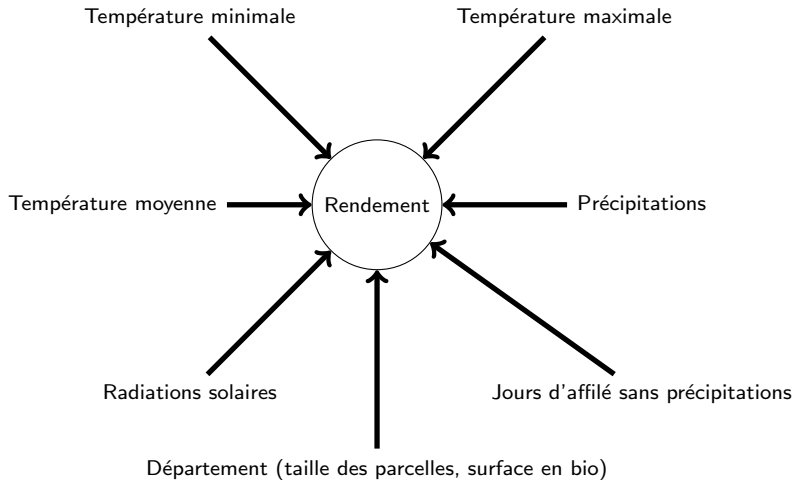 Température minimale
Température maximale
Température moyenne
Rendement
Précipitations
Radiations solaires
Jours d'affilé sans précipitations
Département (taille des parcelles, surface en bio)